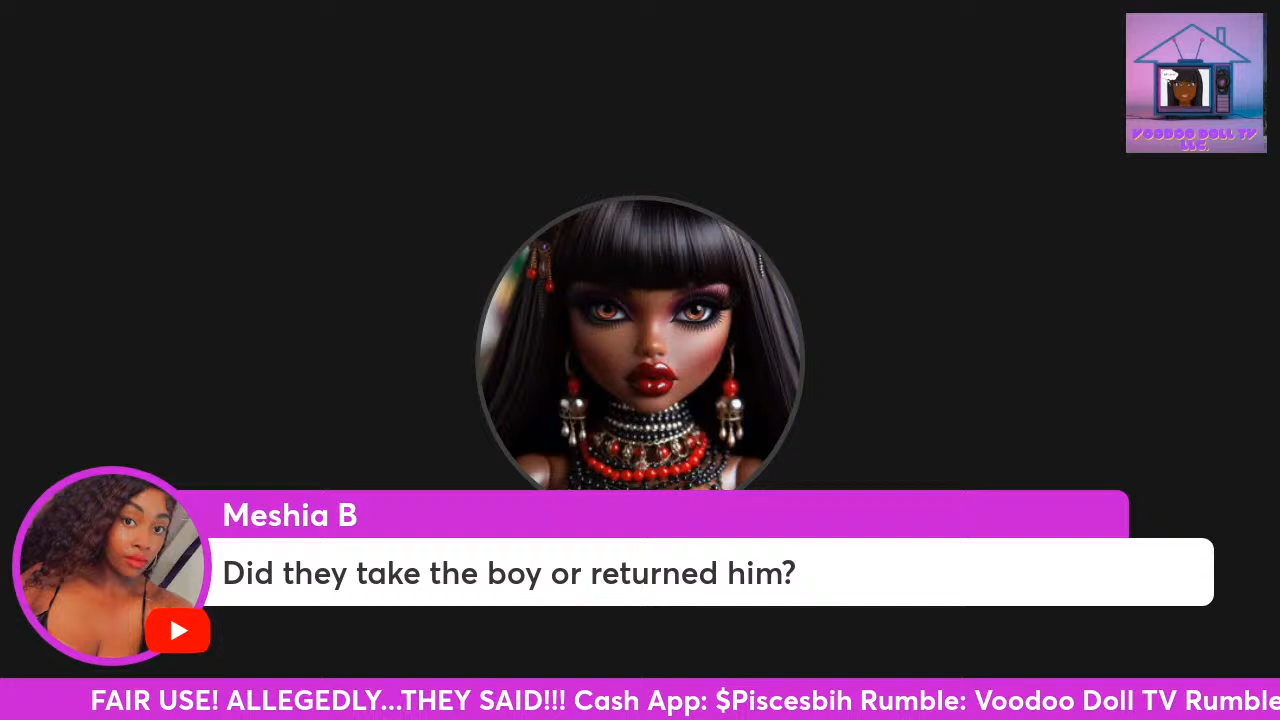 VOODOO DOLL TV
LLC.
Meshia B
Did they take the boy or returned him?
FAIR USE! ALLEGEDLY...THEY SAID!!! Cash App: $Piscesbih Rumble: Voodoo Doll TV Rumble